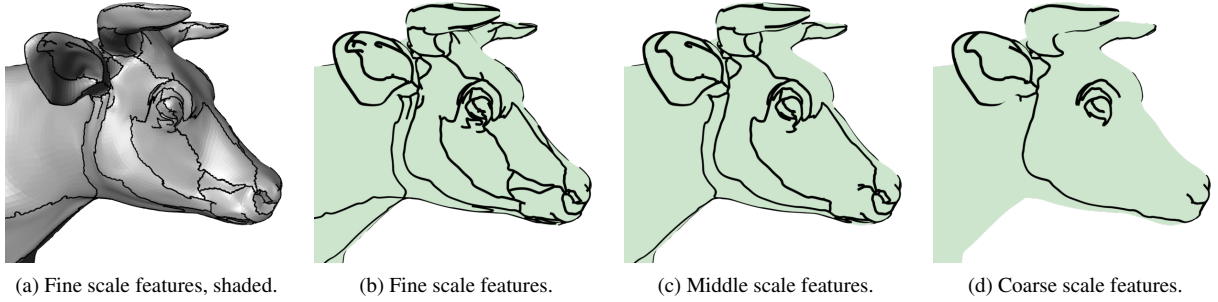 (a) Fine scale features, shaded.
(b) Fine scale features.
(c) Middle scale features.
(d) Coarse scale features.